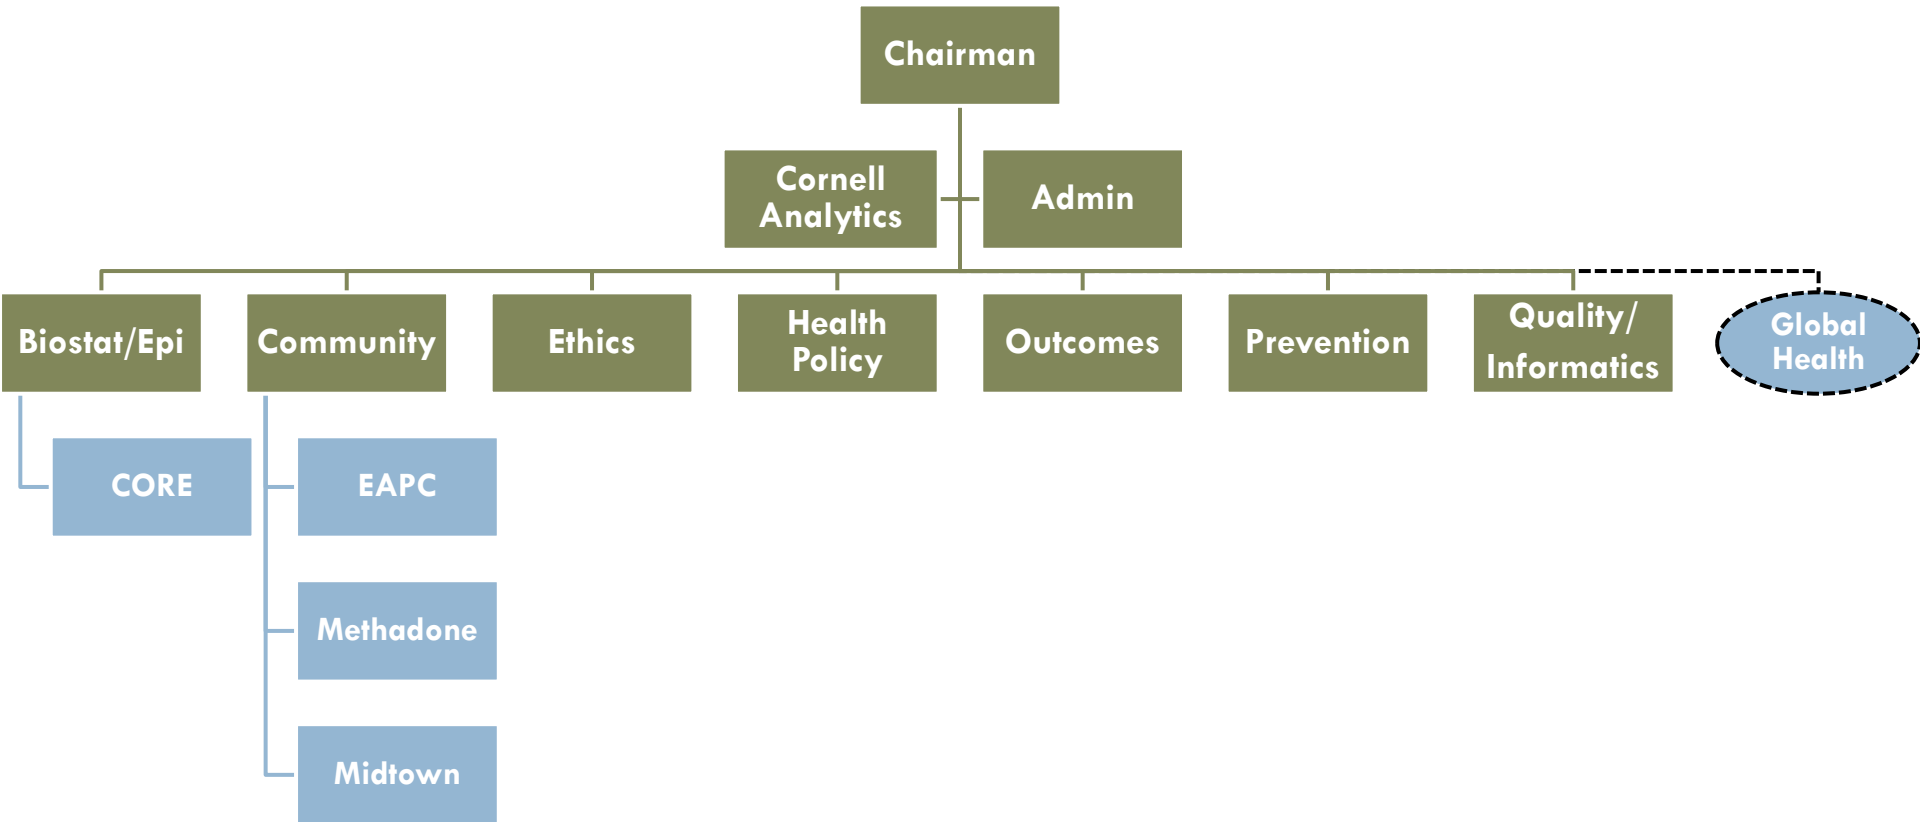 Chairman
Cornell
Analytics
Admin
Biostat/Epi
Community
Ethics
Health
Policy
Outcomes
Prevention
Quality/
Informatics
Global
Health
CORE
EAPC
Methadone
Midtown